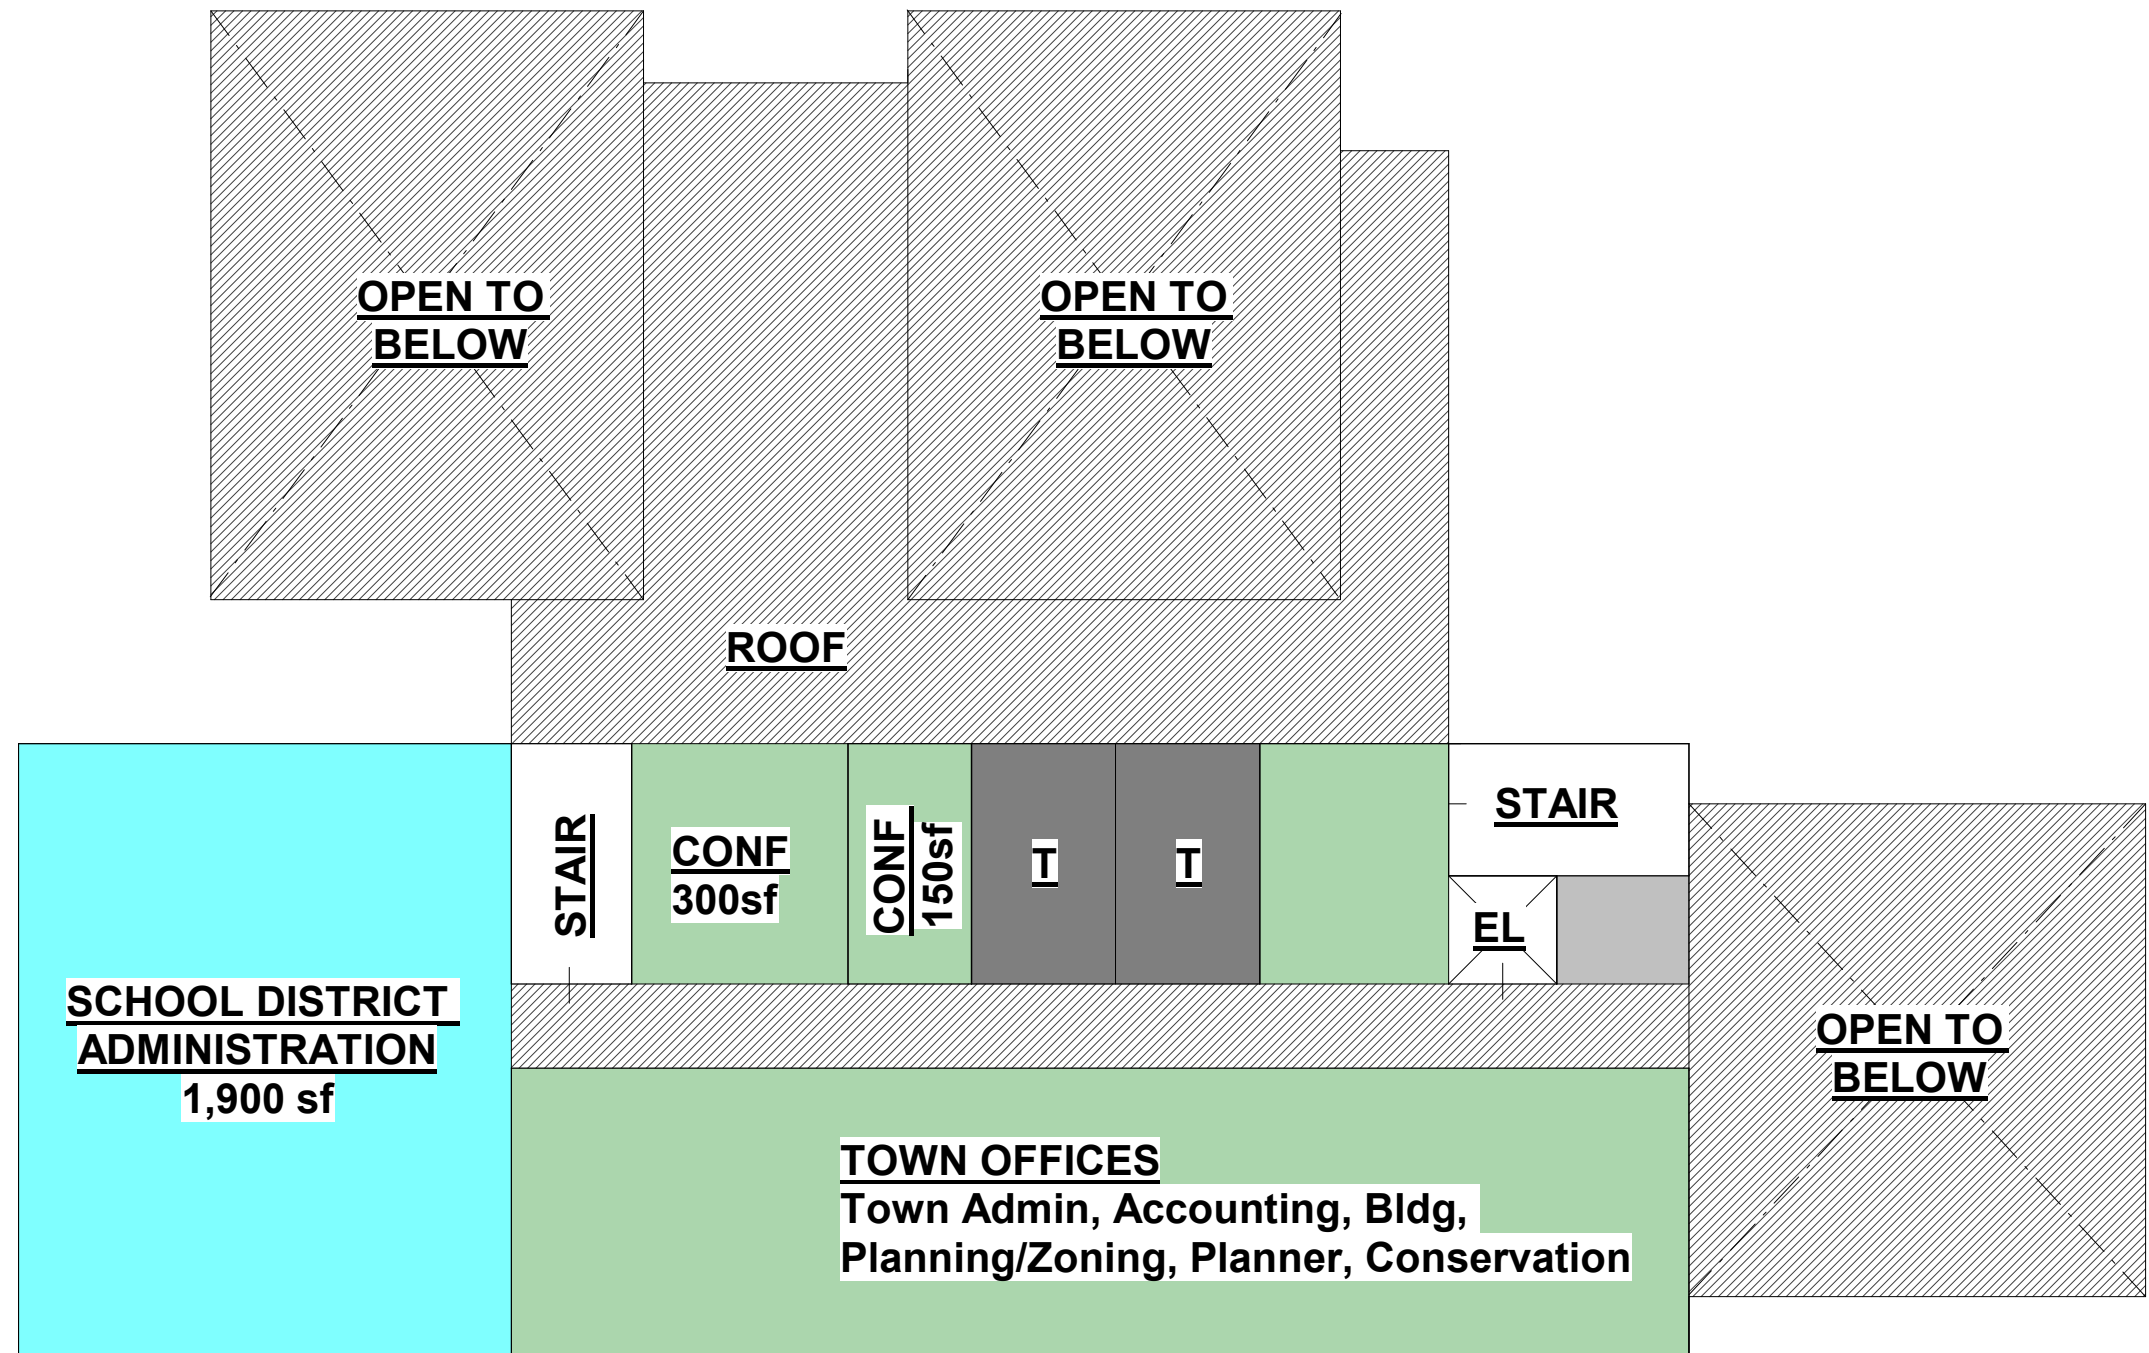 OPEN TO
BELOW
OPEN TO
BELOW
ROOF
STAIR
CONF
300sf
CONF
150sf
T
T
STAIR
EL
SCHOOL DISTRICT
ADMINISTRATION
1,900 sf
OPEN TO
BELOW
TOWN OFFICES
Town Admin, Accounting, Bldg,
Planning/Zoning, Planner, Conservation